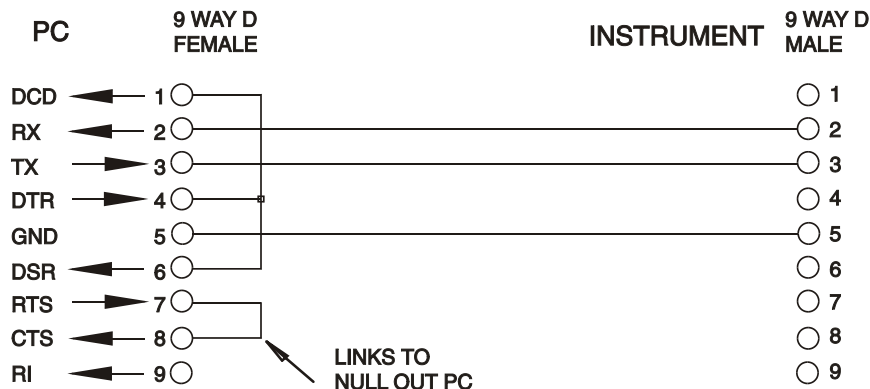 PC
9 WAY D
FEMALE
INSTRUMENT
9 WAY D
MALE
DCD 1 1
RX 2 2
TX 3 3
DTR 4 4
GND 5 5
DSR 6 6
RTS 7 7
CTS 8 8
RI 9 9
LINKS TO
NULL OUT PC